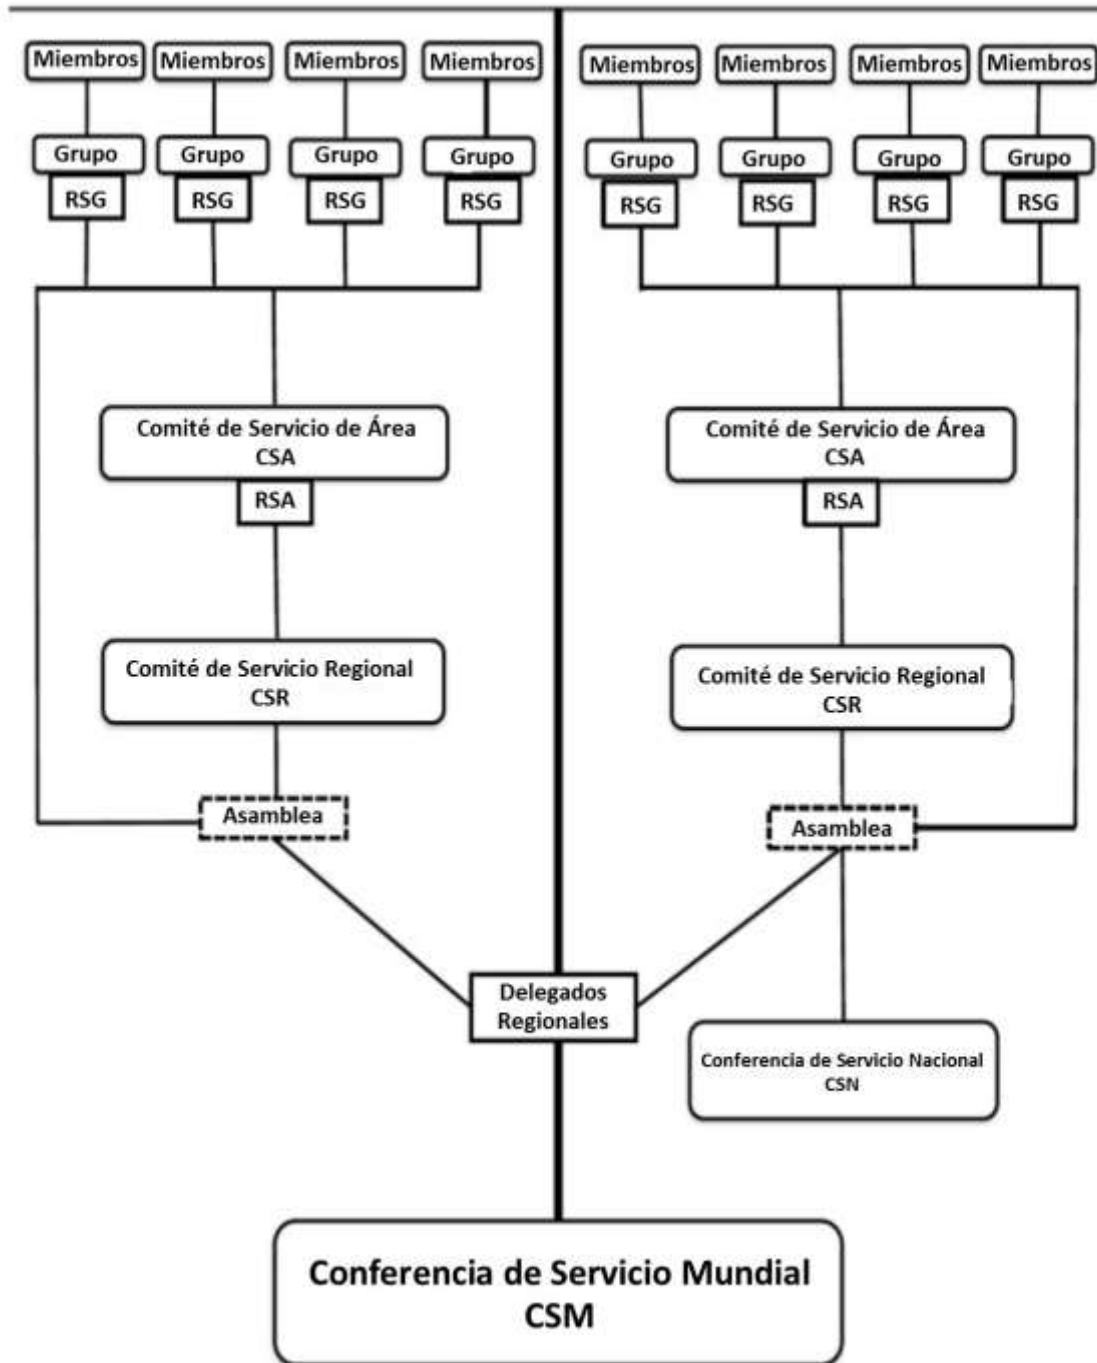 Miembros Miembros Miembros Miembros Miembros Miembros Miembros Miembros
Grupo Grupo Grupo Grupo Grupo Grupo Grupo Grupo
RSG RSG RSG RSG RSG RSG RSG RSG
Comité de Servicio de Área
CSA
RSA
Comité de Servicio Regional
CSR
Asamblea
Comité de Servicio de Área
CSA
RSA
Comité de Servicio Regional
CSR
Asamblea
Delegados
Regionales
Conferencia de Servicio Nacional
CSN
Conferencia de Servicio Mundial
CSM